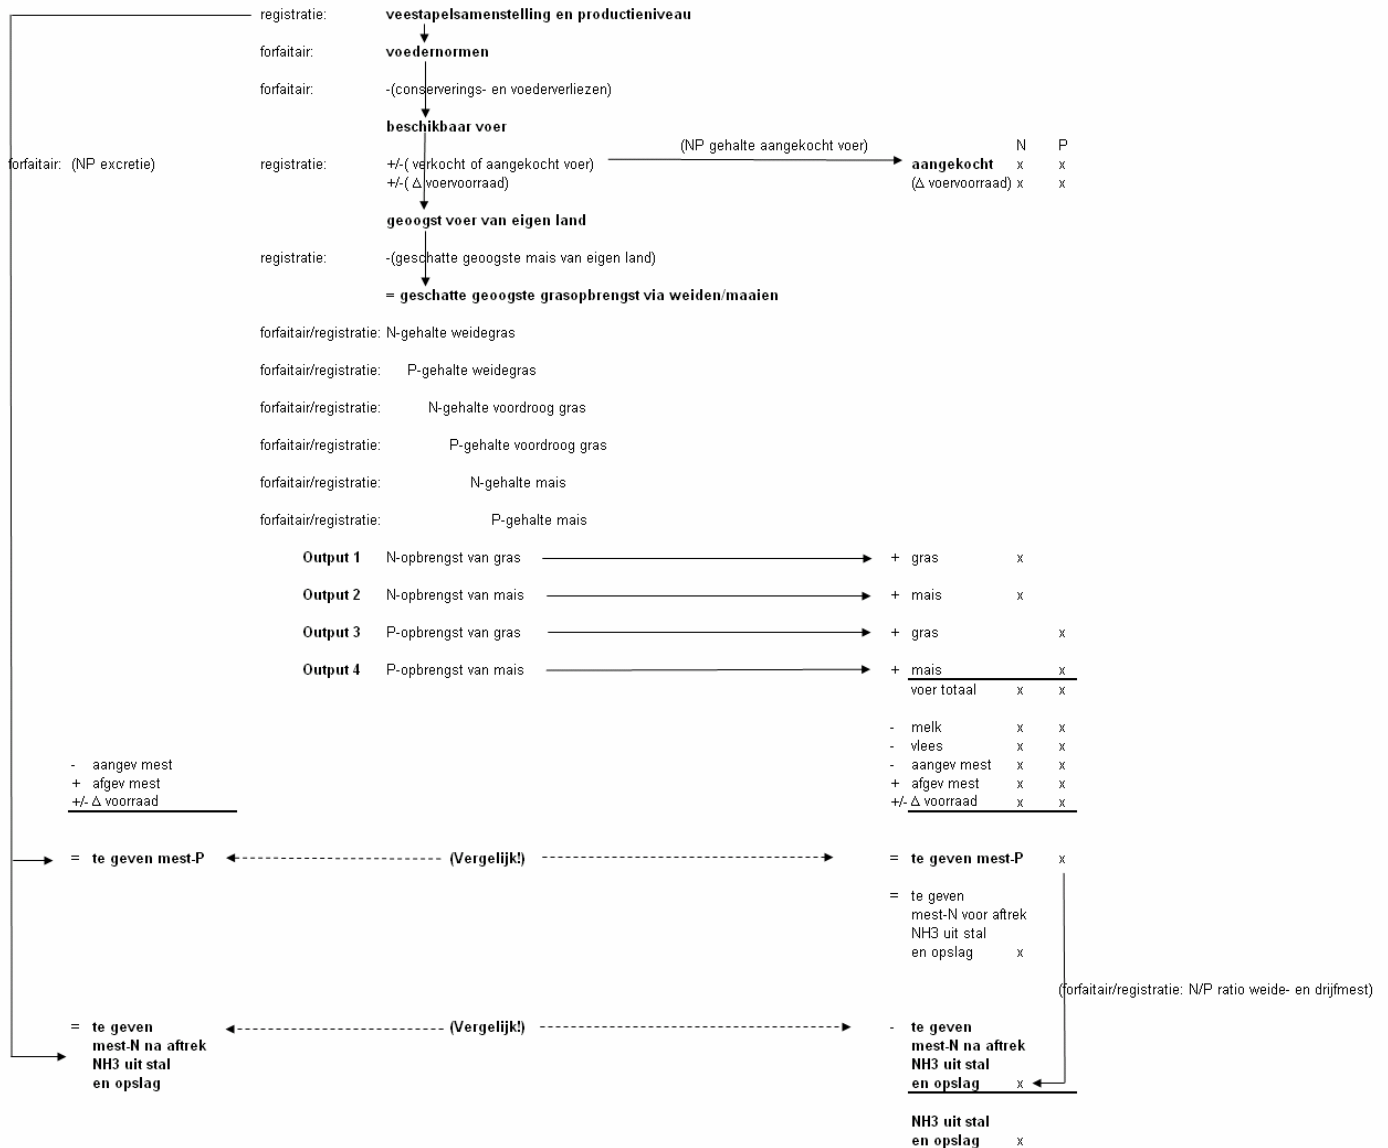 registratie: veestapelsamenstelling en productieniveau
forfaitair: voedernormen
forfaitair: -(conserverings- en voederverliezen)
beschikbaar voer
(NP gehalte aangekocht voer) N P
forfaitair: (NP excretie) registratie: +/-( verkocht of aangekocht voer) aangekocht x x
+/-( Δ voervoorraad) (Δ voervoorraad) x x
geoogst voer van eigen land
registratie: -(geschatte geoogste mais van eigen land)
= geschatte geoogste grasopbrengst via weiden/maaien
forfaitair/registratie: N-gehalte weidegras
forfaitair/registratie: P-gehalte weidegras
forfaitair/registratie: N-gehalte voordroog gras
forfaitair/registratie: P-gehalte voordroog gras
forfaitair/registratie: N-gehalte mais
forfaitair/registratie: P-gehalte mais
Output 1 N-opbrengst van gras + gras x
Output 2 N-opbrengst van mais + mais x
Output 3 P-opbrengst van gras + gras x
Output 4 P-opbrengst van mais + mais x
voer totaal x x
- melk x x
- vlees x x
- aangev mest - aangev mest x x
+ afgev mest + afgev mest x x
+/- Δ voorraad +/- Δ voorraad x x
= te geven mest-P (Vergelijk!) = te geven mest-P x
= te geven
mest-N voor aftrek
NH3 uit stal
en opslag x
(forfaitair/registratie: N/P ratio weide- en drijfmest)
= te geven (Vergelijk!) - te geven
mest-N na aftrek mest-N na aftrek
NH3 uit stal NH3 uit stal
en opslag en opslag x
NH3 uit stal
en opslag x